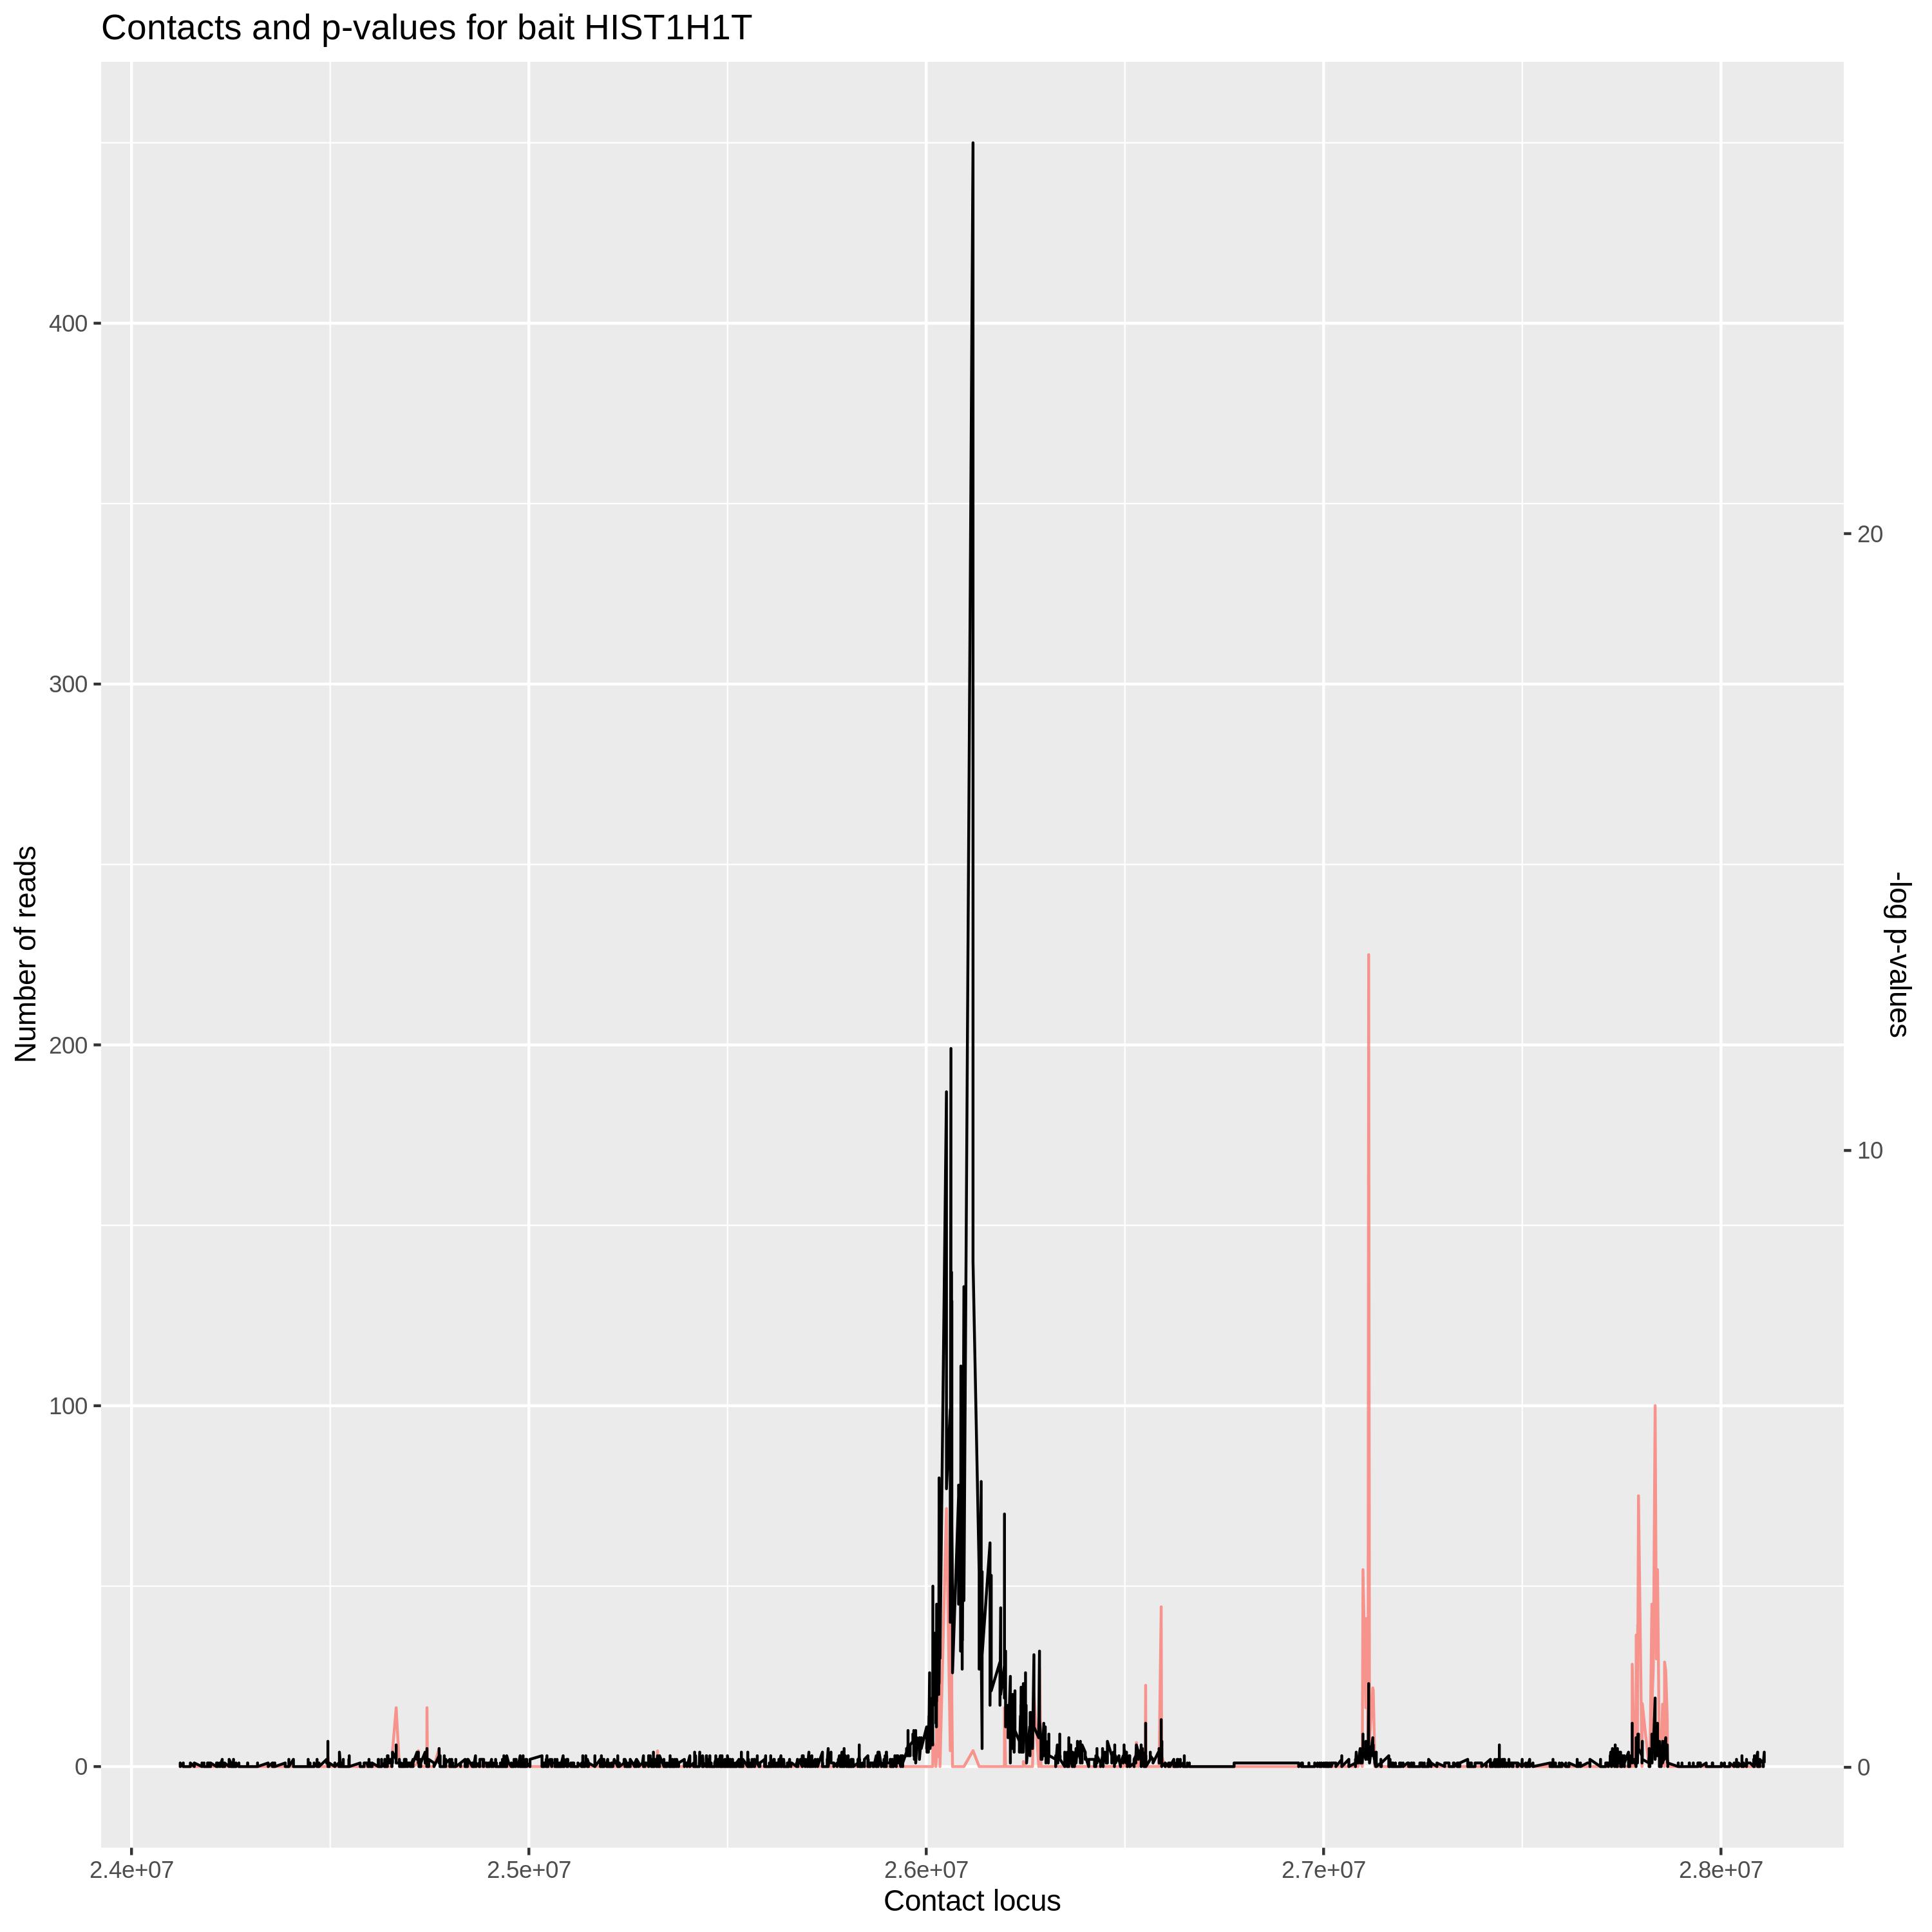 Contacts and p-values for bait HIST1H1T
Number of reads
400
300
200
100
0
20
10
0
-log p-values
2.4e+07
2.5e+07
2.6e+07
2.7e+07
2.8e+07
Contact locus